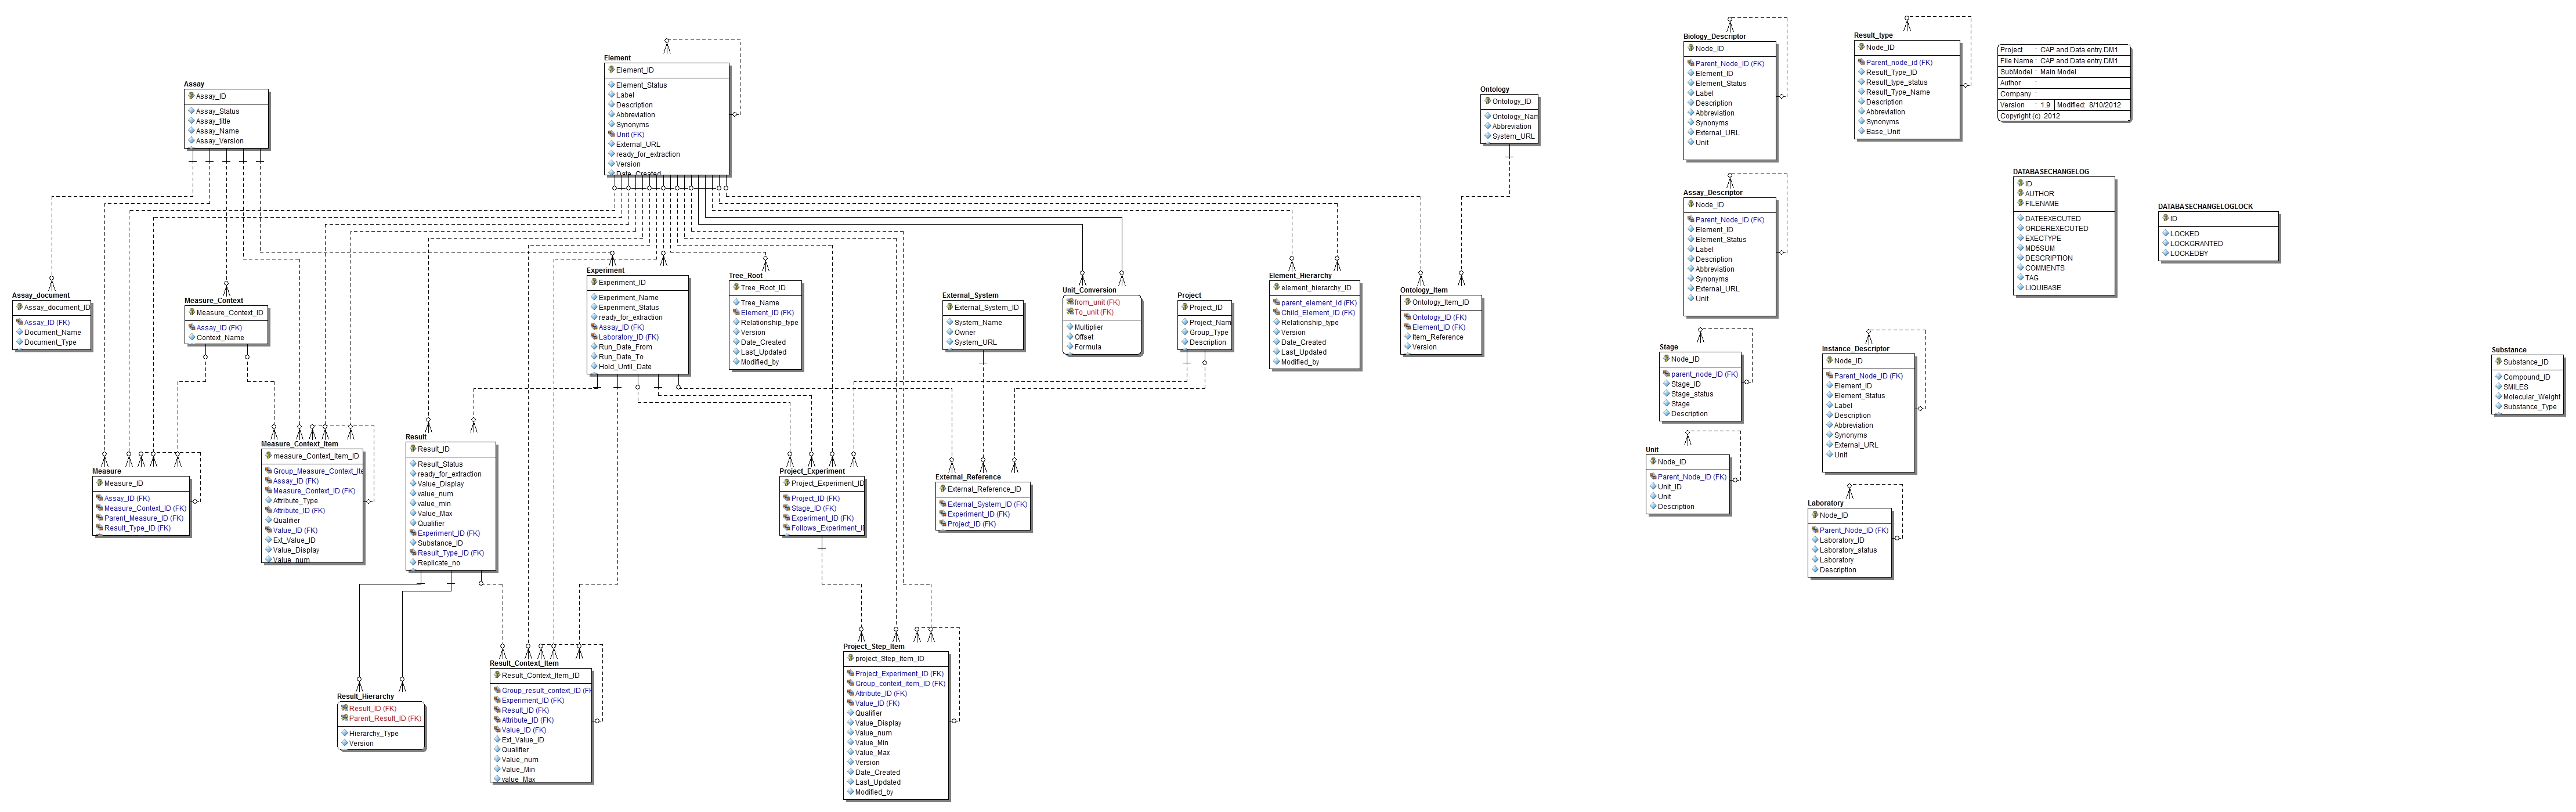 Element
Element_ID
Element_Status
Label
Description
Abbreviation
Synonyms
Unit (FK)
External_URL
ready_for_extraction
Version
Date_Created
Assay
Assay_ID
Assay_Status
Assay_title
Assay_Name
Assay_Version
Ontology
Ontology_ID
Ontology_Nam
Abbreviation
System_URL
Biology_Descriptor
Node_ID
Parent_Node_ID (FK)
Element_ID
Element_Status
Label
Description
Abbreviation
Synonyms
External_URL
Unit
Result_type
Node_ID
Parent_node_id (FK)
Result_Type_ID
Result_type_status
Result_Type_Name
Description
Abbreviation
Synonyms
Base_Unit
Project : CAP and Data entry.DM1
File Name : CAP and Data entry.DM1
SubModel : Main Model
Author :
Company :
Version : 1.9 Modified: 8/10/2012
Copyright (c) 2012
Assay_Descriptor
Node_ID
Parent_Node_ID (FK)
Element_ID
Element_Status
Label
Description
Abbreviation
Synonyms
External_URL
Unit
DATABASECHANGELOG
ID
AUTHOR
FILENAME
DATEEXECUTED
ORDEREXECUTED
EXECTYPE
MD5SUM
DESCRIPTION
COMMENTS
TAG
LIQUIBASE
DATABASECHANGELOGLOCK
ID
LOCKED
LOCKGRANTED
LOCKEDBY
Assay_document
Assay_document_ID
Assay_ID (FK)
Document_Name
Document_Type
Measure_Context
Measure_Context_ID
Assay_ID (FK)
Context_Name
Experiment
Experiment_ID
Experiment_Name
Experiment_Status
ready_for_extraction
Assay_ID (FK)
Laboratory_ID (FK)
Run_Date_From
Run_Date_To
Hold_Until_Date
Tree_Root
Tree_Root_ID
Tree_Name
Element_ID (FK)
Relationship_type
Version
Date_Created
Last_Updated
Modified_by
External_System
External_System_ID
System_Name
Owner
System_URL
Unit_Conversion
from_unit (FK)
To_unit (FK)
Multiplier
Offset
Formula
Project
Project_ID
Project_Nam
Group_Type
Description
Element_Hierarchy
element_hierarchy_ID
parent_element_id (FK)
Child_Element_ID (FK)
Relationship_type
Version
Date_Created
Last_Updated
Modified_by
Ontology_Item
Ontology_Item_ID
Ontology_ID (FK)
Element_ID (FK)
Item_Reference
Version
Stage
Node_ID
parent_node_ID (FK)
Stage_ID
Stage_status
Stage
Description
Instance_Descriptor
Node_ID
Parent_Node_ID (FK)
Element_ID
Element_Status
Label
Description
Abbreviation
Synonyms
External_URL
Unit
Substance
Substance_ID
Compound_ID
SMILES
Molecular_Weight
Substance_Type
Measure
Measure_ID
Assay_ID (FK)
Measure_Context_ID (FK)
Parent_Measure_ID (FK)
Result_Type_ID (FK)
Measure_Context_Item
measure_Context_Item_ID
Group_Measure_Context_Ite
Assay_ID (FK)
Measure_Context_ID (FK)
Attribute_Type
Attribute_ID (FK)
Qualifier
Value_ID (FK)
Ext_Value_ID
Value_Display
Value_num
Result
Result_ID
Result_Status
ready_for_extraction
Value_Display
value_num
value_min
Value_Max
Qualifier
Experiment_ID (FK)
Substance_ID
Result_Type_ID (FK)
Replicate_no
Project_Experiment
Project_Experiment_ID
Project_ID (FK)
Stage_ID (FK)
Experiment_ID (FK)
Follows_Experiment_I
External_Reference
External_Reference_ID
External_System_ID (FK)
Experiment_ID (FK)
Project_ID (FK)
Unit
Node_ID
Parent_Node_ID (FK)
Unit_ID
Unit
Description
Laboratory
Node_ID
Parent_Node_ID (FK)
Laboratory_ID
Laboratory_status
Laboratory
Description
Result_Hierarchy
Result_ID (FK)
Parent_Result_ID (FK)
Hierarchy_Type
Version
Result_Context_Item
Result_Context_Item_ID
Group_result_context_ID (FK
Experiment_ID (FK)
Result_ID (FK)
Attribute_ID (FK)
Value_ID (FK)
Ext_Value_ID
Qualifier
Value_num
Value_Min
value_Max
Project_Step_Item
project_Step_Item_ID
Project_Experiment_ID (FK)
Group_context_item_ID (FK)
Attribute_ID (FK)
Value_ID (FK)
Qualifier
Value_Display
Value_num
Value_Min
Value_Max
Version
Date_Created
Last_Updated
Modified_by